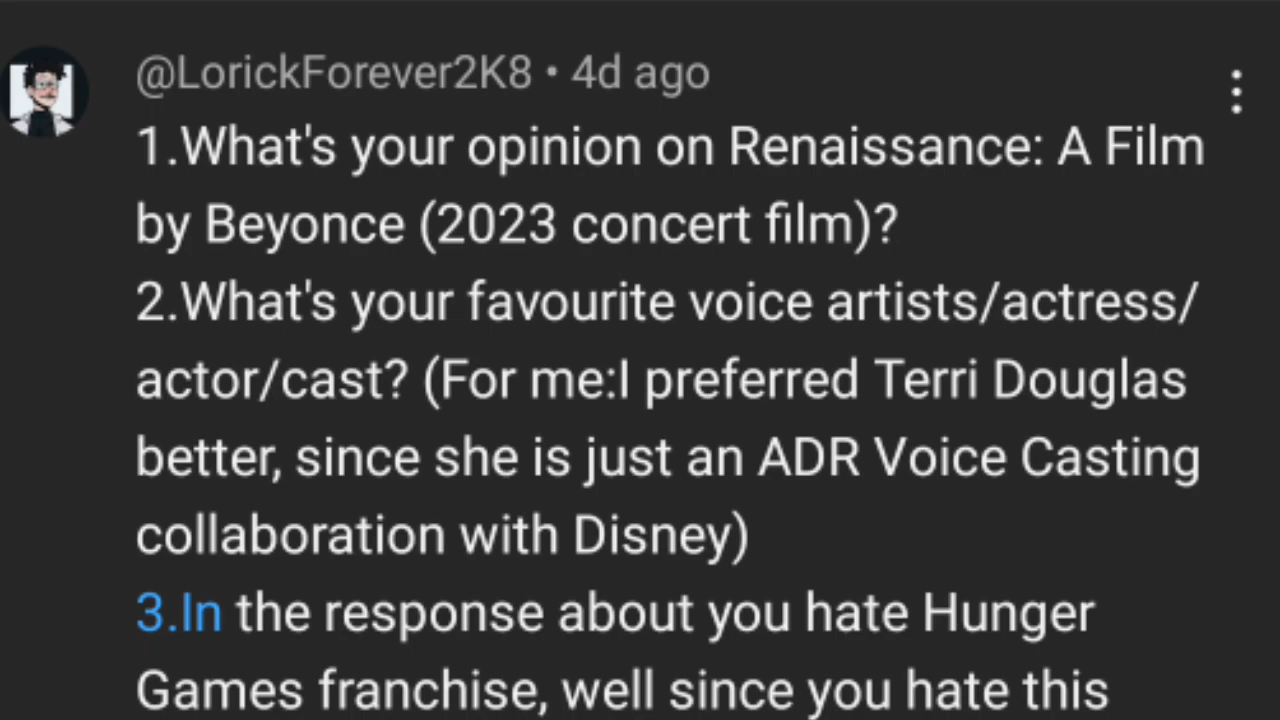 @LorickForever2K8 • 4d ago
1.What's your opinion on Renaissance: A Film
by Beyonce (2023 concert film)?
2.What's your favourite voice artists/actress/
actor/cast? (For me:I preferred Terri Douglas
better, since she is just an ADR Voice Casting
collaboration with Disney)
3.In the response about you hate Hunger
Games franchise, well since you hate this